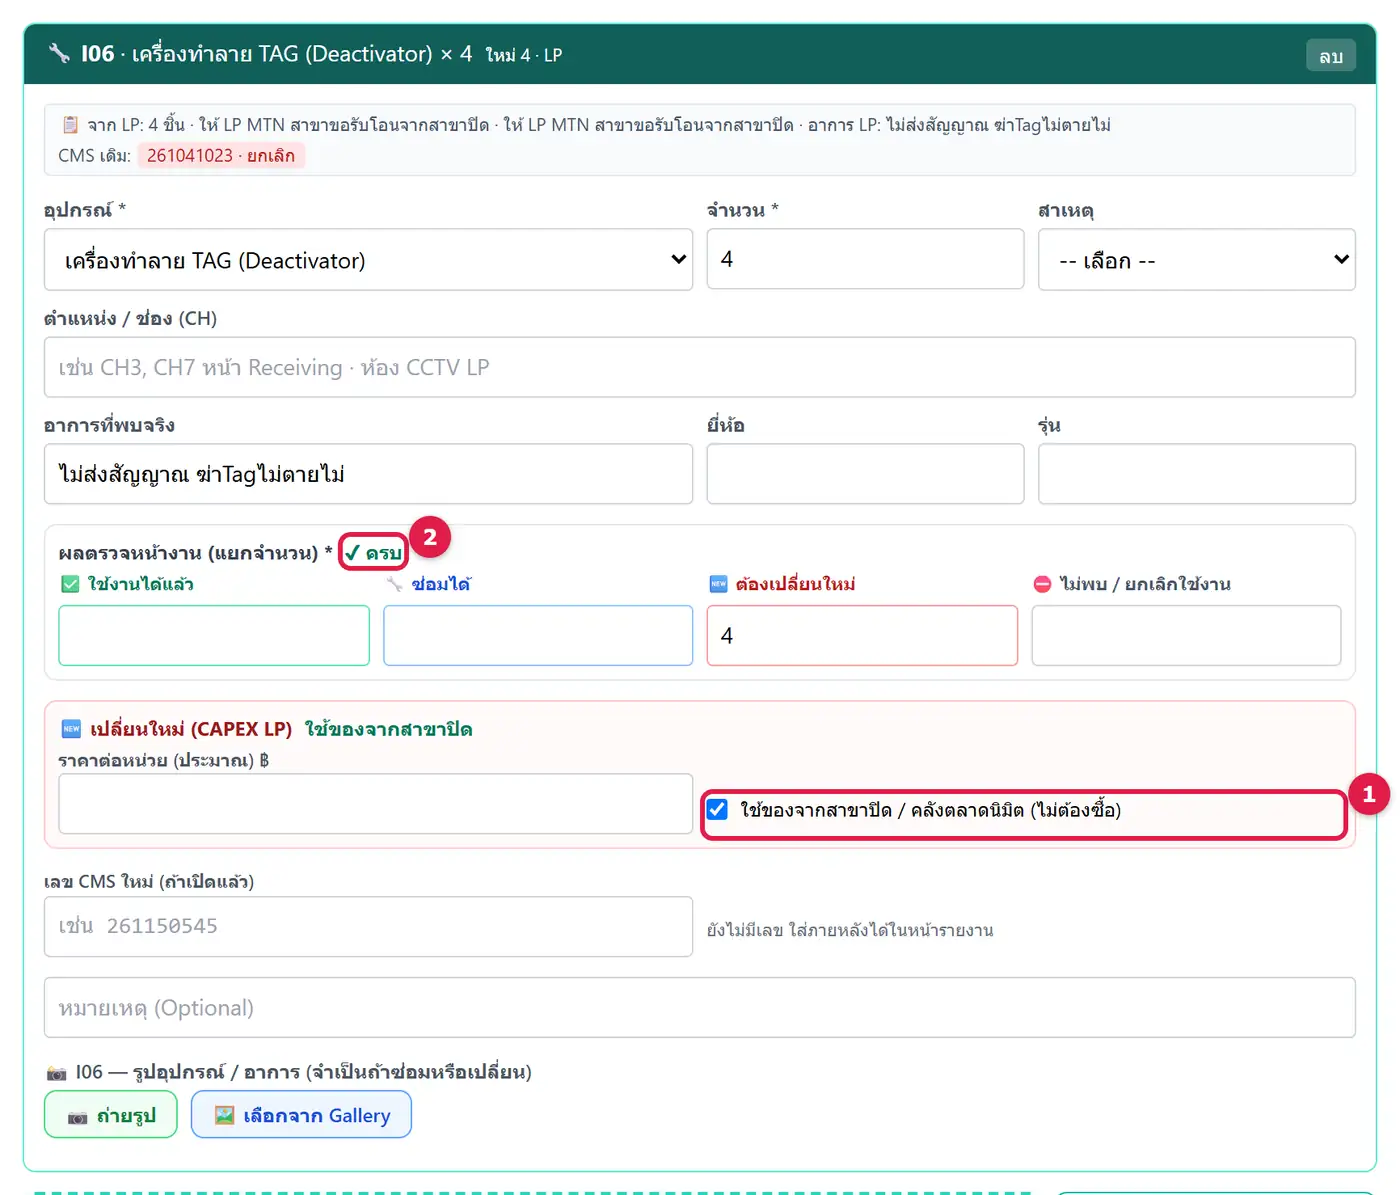 I06 · เครื่องทำลาย TAG (Deactivator) × 4 ใหม่ 4 · LP
ลบ
จาก LP: 4 ชิ้น · ให้ LP MTN สาขาขอรับโอนจากสาขาปิด · ให้ LP MTN สาขาขอรับโอนจากสาขาปิด · อาการ LP: ไม่ส่งสัญญาณ ฆ่าTagไม่ตายไม่
CMS เดิม: 261041023 · ยกเลิก
อุปกรณ์ *
จำนวน *
สาเหตุ
เครื่องทำลาย TAG (Deactivator)
4
-- เลือก --
ตำแหน่ง / ช่อง (CH)
เช่น CH3, CH7 หน้า Receiving · ห้อง CCTV LP
อาการที่พบจริง
ยี่ห้อ
รุ่น
ไม่ส่งสัญญาณ ฆ่าTagไม่ตายไม่
ผลตรวจหน้างาน (แยกจำนวน) * ✓ ครบ
2
ใช้งานได้แล้ว
ซ่อมได้
NEW ต้องเปลี่ยนใหม่
ไม่พบ / ยกเลิกใช้งาน
4
NEW เปลี่ยนใหม่ (CAPEX LP) ใช้ของจากสาขาปิด
ราคาต่อหน่วย (ประมาณ) ฿
1
ใช้ของจากสาขาปิด / คลังตลาดนิมิต (ไม่ต้องซื้อ)
เลข CMS ใหม่ (ถ้าเปิดแล้ว)
เช่น 261150545
ยังไม่มีเลข ใส่ภายหลังได้ในหน้ารายงาน
หมายเหตุ (Optional)
I06 — รูปอุปกรณ์ / อาการ (จำเป็นถ้าซ่อมหรือเปลี่ยน)
ถ่ายรูป
เลือกจาก Gallery